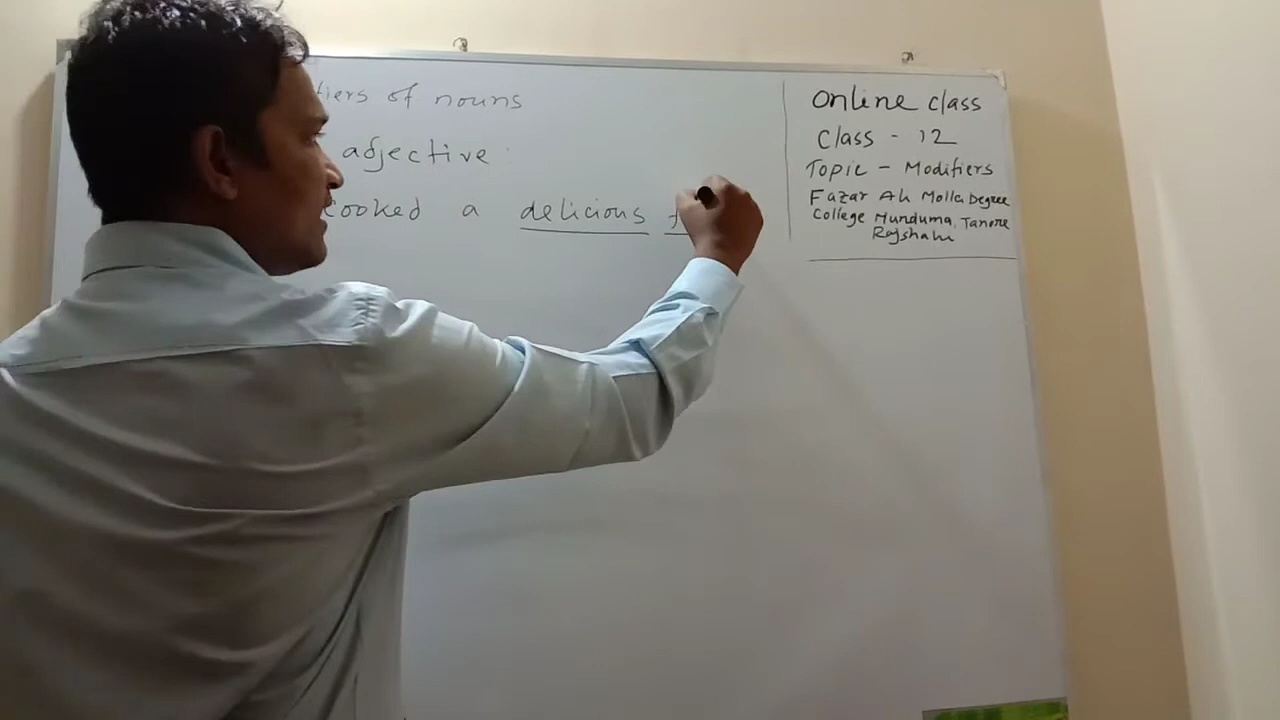 of nouns
adjective
cooked a delicious
Online class
Class - 12
Topic - Modifiers
Fazar Ali Molla Degree
College Munduma, Tanore
Rajshahi